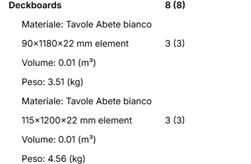 Deckboards 8 (8)
Materiale: Tavole Abete bianco
90×1180×22 mm element 3 (3)
Volume: 0.01 (m³)
Peso: 3.51 (kg)
Materiale: Tavole Abete bianco
115×1200×22 mm element 3 (3)
Volume: 0.01 (m³)
Peso: 4.56 (kg)